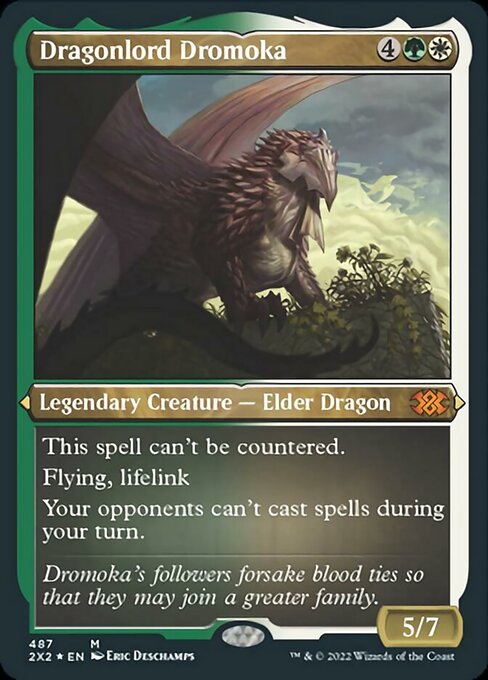 Dragonlord Dromoka 4
Legendary Creature — Elder Dragon
This spell can't be countered.
Flying, lifelink
Your opponents can't cast spells during
your turn.
Dromoka's followers forsake blood ties so
that they may join a greater family.
5/7
487 M
2X2 ★ EN Eric Deschamps
™ & © 2022 Wizards of the Coast